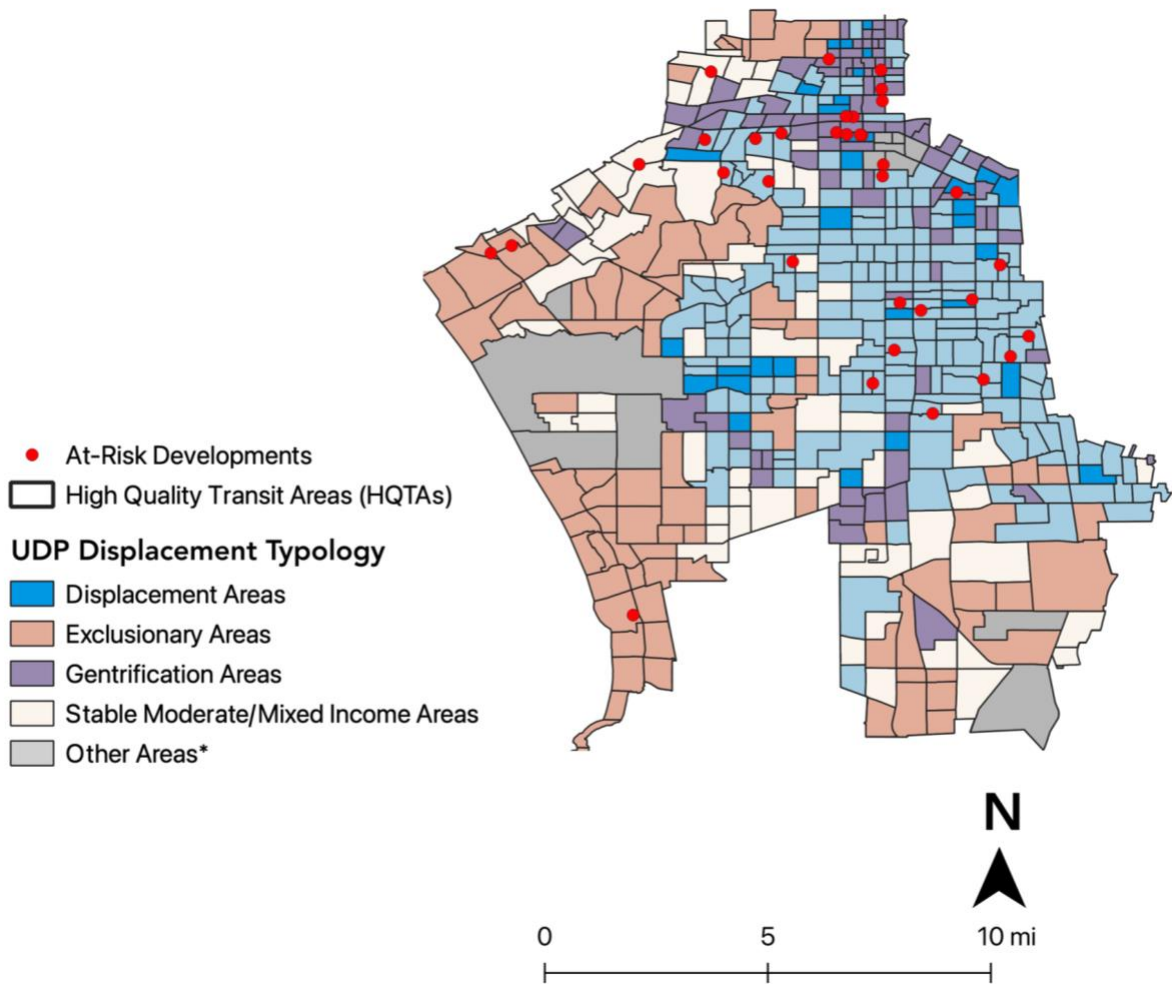 At-Risk Developments
High Quality Transit Areas (HQTAs)
UDP Displacement Typology
Displacement Areas
Exclusionary Areas
Gentrification Areas
Stable Moderate/Mixed Income Areas
Other Areas*
N
0 5 10 mi